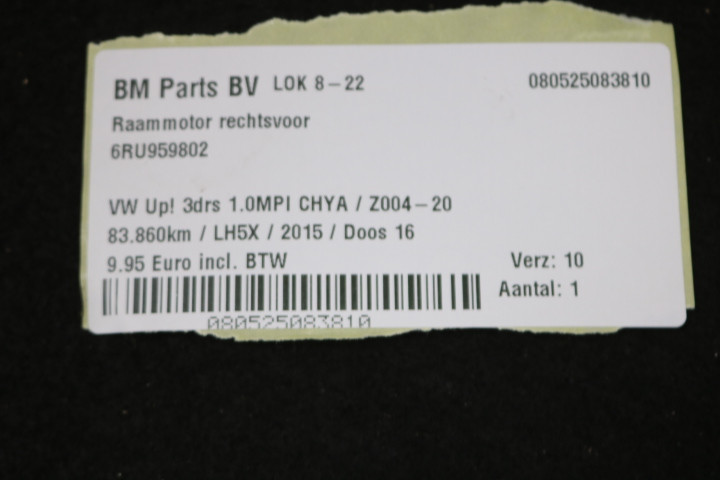 BM Parts BV LOK 8-22 080525083810
Raammotor rechtsvoor
6RU959802
VW Up! 3drs 1.0MPI CHYA / Z004-20
83.860km / LH5X / 2015 / Doos 16
9.95 Euro incl. BTW Verz: 10
Aantal: 1
080525083810